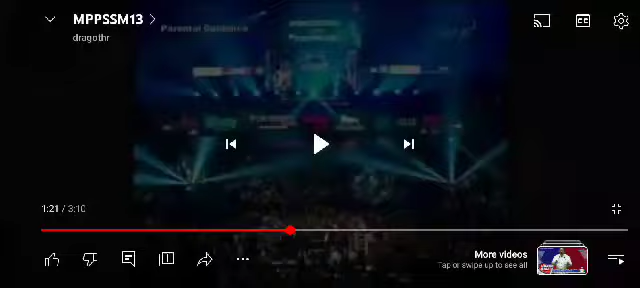 MPPSSM13
dragothr
Parental Guidance
1:21 / 3:10
More videos
Tap or swipe up to see all